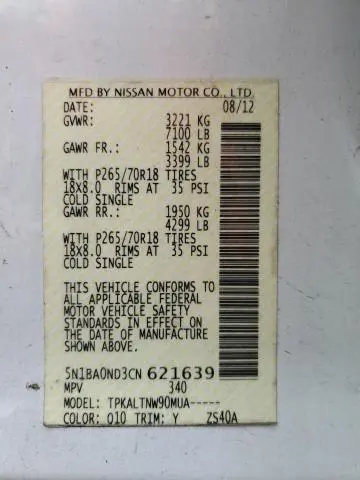 MFD BY NISSAN MOTOR CO., LTD.
DATE: 08/12
GVWR: 3221 KG
7100 LB
GAWR FR.: 1542 KG
3399 LB
WITH P265/70R18 TIRES
18X8.0 RIMS AT 35 PSI
COLD SINGLE
GAWR RR.: 1950 KG
4299 LB
WITH P265/70R18 TIRES
18X8.0 RIMS AT 35 PSI
COLD SINGLE
THIS VEHICLE CONFORMS TO
ALL APPLICABLE FEDERAL
MOTOR VEHICLE SAFETY
STANDARDS IN EFFECT ON
THE DATE OF MANUFACTURE
SHOWN ABOVE.
5N1BA0ND3CN 621639
MPV 340
MODEL: TPKALTNW90MUA-----
COLOR: 010 TRIM: Y ZS40A